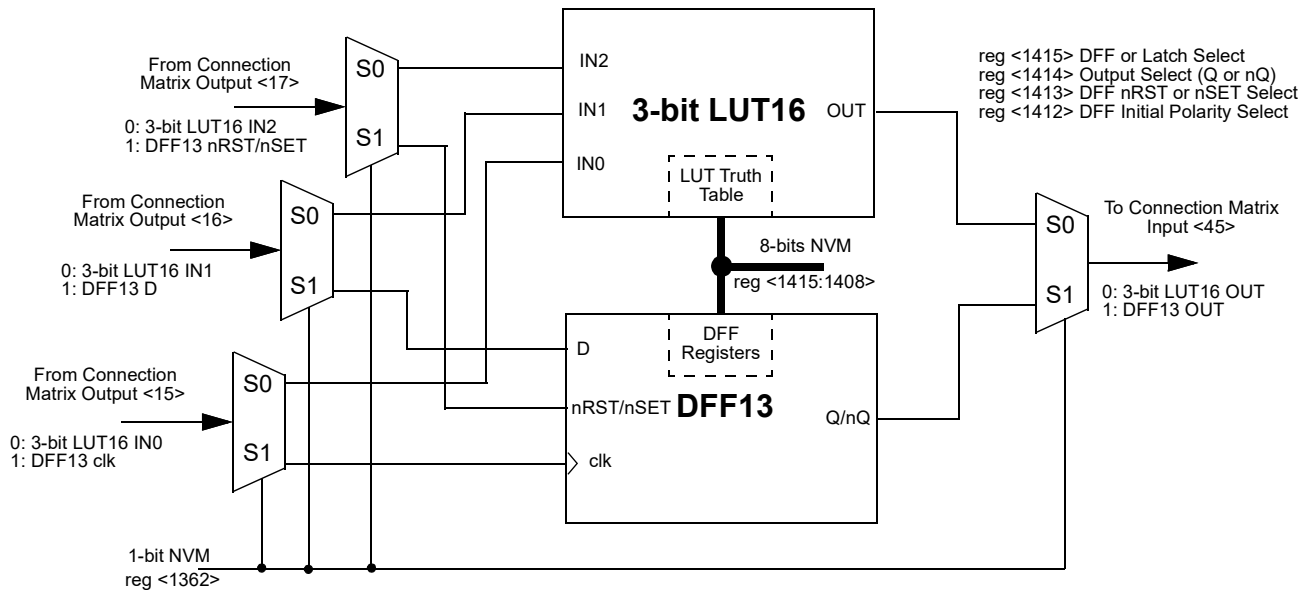 From Connection
Matrix Output <17>
0: 3-bit LUT16 IN2
1: DFF13 nRST/nSET
S0
S1
From Connection
Matrix Output <16>
0: 3-bit LUT16 IN1
1: DFF13 D
S0
S1
From Connection
Matrix Output <15>
0: 3-bit LUT16 IN0
1: DFF13 clk
S0
S1
1-bit NVM
reg <1362>
IN2
IN1
IN0
3-bit LUT16
OUT
LUT Truth
Table
8-bits NVM
reg <1415:1408>
DFF
Registers
D
nRST/nSET
DFF13
clk
Q/nQ
reg <1415> DFF or Latch Select
reg <1414> Output Select (Q or nQ)
reg <1413> DFF nRST or nSET Select
reg <1412> DFF Initial Polarity Select
S0
S1
To Connection Matrix
Input <45>
0: 3-bit LUT16 OUT
1: DFF13 OUT